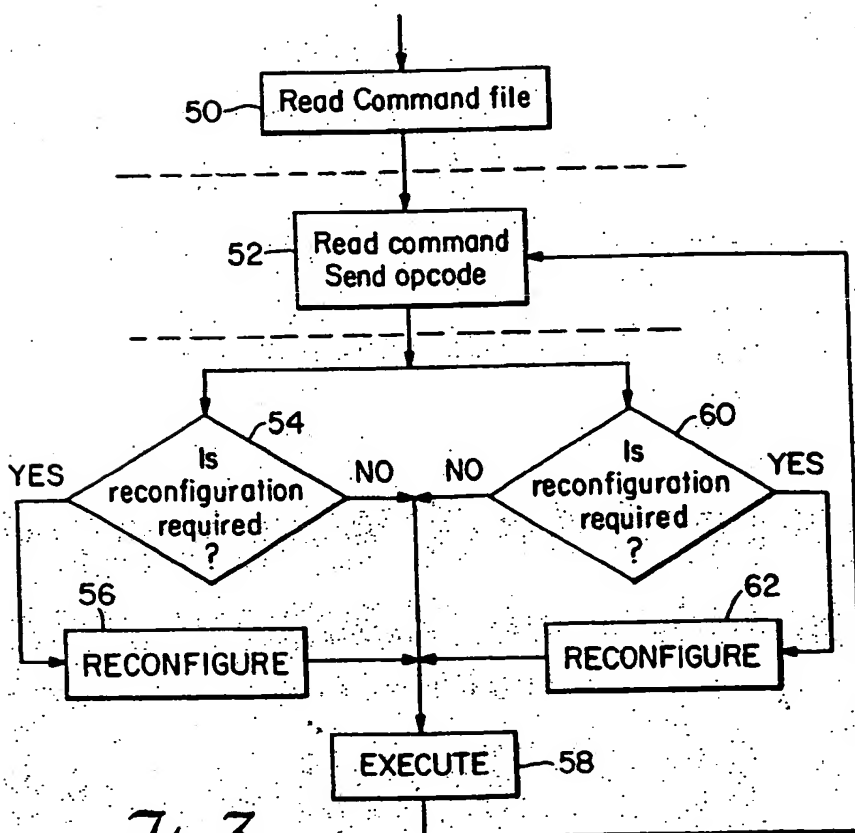 Read Command file
50
Read command
Send opcode
52
54
60
YES
Is
reconfiguration
required
?
NO
NO
Is
reconfiguration
required
?
YES
56
RECONFIGURE
62
RECONFIGURE
EXECUTE
58